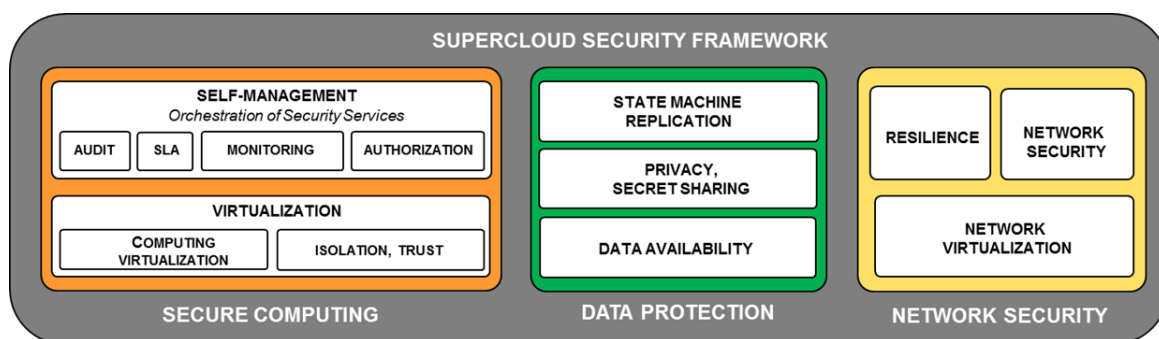 SUPERCLOUD SECURITY FRAMEWORK
SELF-MANAGEMENT
Orchestration of Security Services
AUDIT
SLA
MONITORING
AUTHORIZATION
VIRTUALIZATION
COMPUTING
VIRTUALIZATION
ISOLATION, TRUST
SECURE COMPUTING
STATE MACHINE
REPLICATION
PRIVACY,
SECRET SHARING
DATA AVAILABILITY
DATA PROTECTION
RESILIENCE
NETWORK
SECURITY
NETWORK
VIRTUALIZATION
NETWORK SECURITY